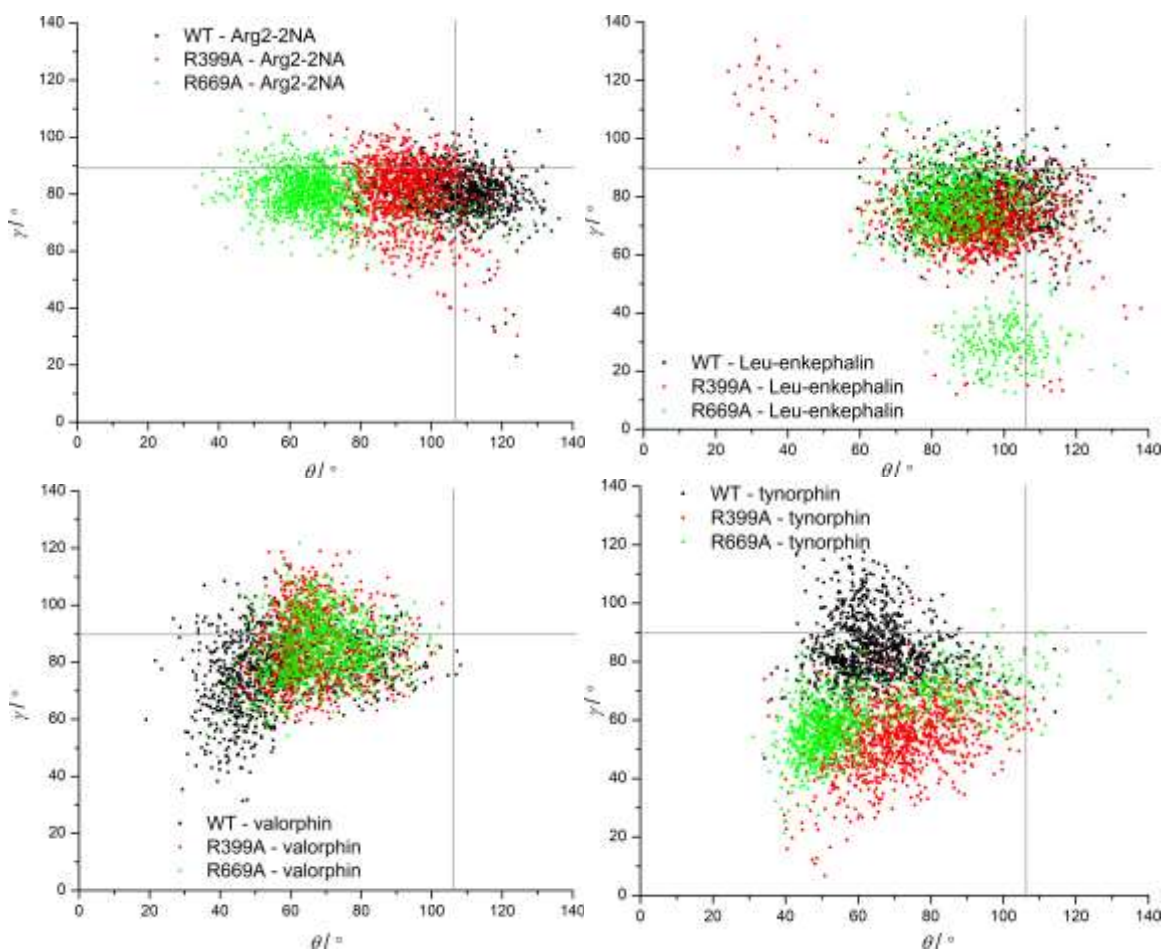 140
120
100
80
60
40
20
0
γ / °
WT - Arg2-2NA
R399A - Arg2-2NA
R669A - Arg2-2NA
0 20 40 60 80 100 120 140
θ / °
140
120
100
80
60
40
20
0
γ / °
WT - Leu-enkephalin
R399A - Leu-enkephalin
R669A - Leu-enkephalin
0 20 40 60 80 100 120 140
θ / °
140
120
100
80
60
40
20
0
γ / °
WT - valorphin
R399A - valorphin
R669A - valorphin
0 20 40 60 80 100 120 140
θ / °
140
120
100
80
60
40
20
0
γ / °
WT - tynorphin
R399A - tynorphin
R669A - tynorphin
0 20 40 60 80 100 120 140
θ / °